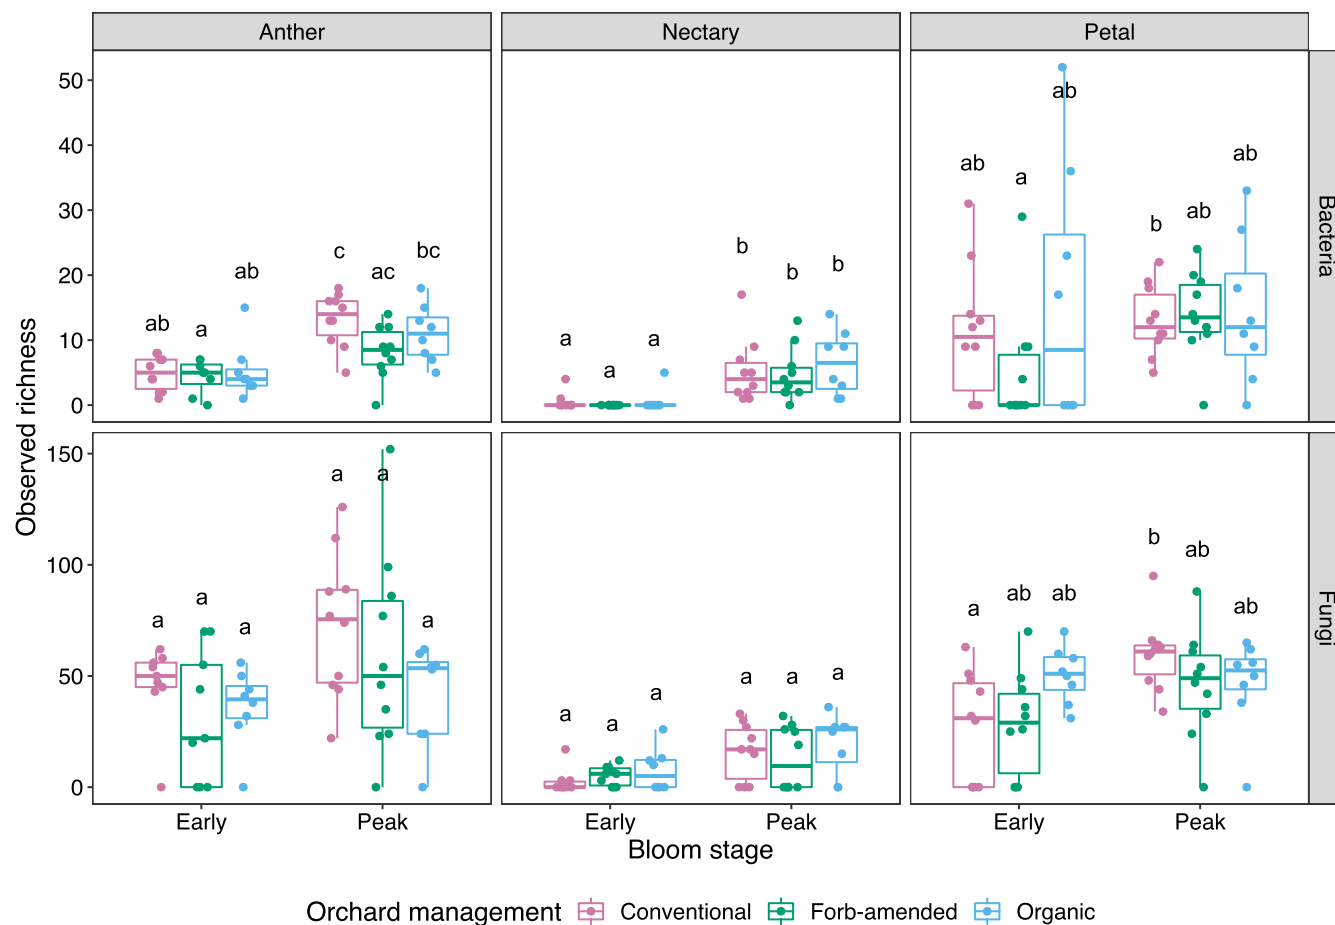 Anther Nectary Petal
Observed richness
Bacteria
Fungi
50
40
30
20
10
0
ab a ab c ac bc
a a a b b b
ab a ab b ab ab
150
100
50
0
a a a a a a
a a a a a a
a ab ab b ab ab
Early Peak Early Peak Early Peak
Bloom stage
Orchard management Conventional Forb-amended Organic